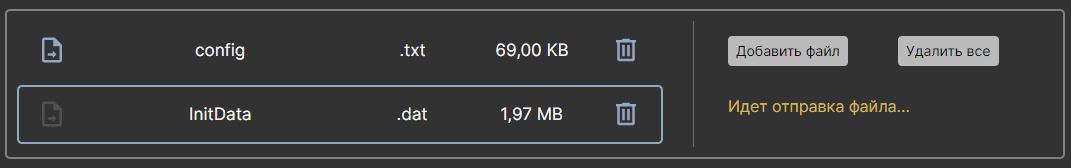 config .txt 69,00 KB
InitData .dat 1,97 MB
Добавить файл Удалить все
Идет отправка файла...